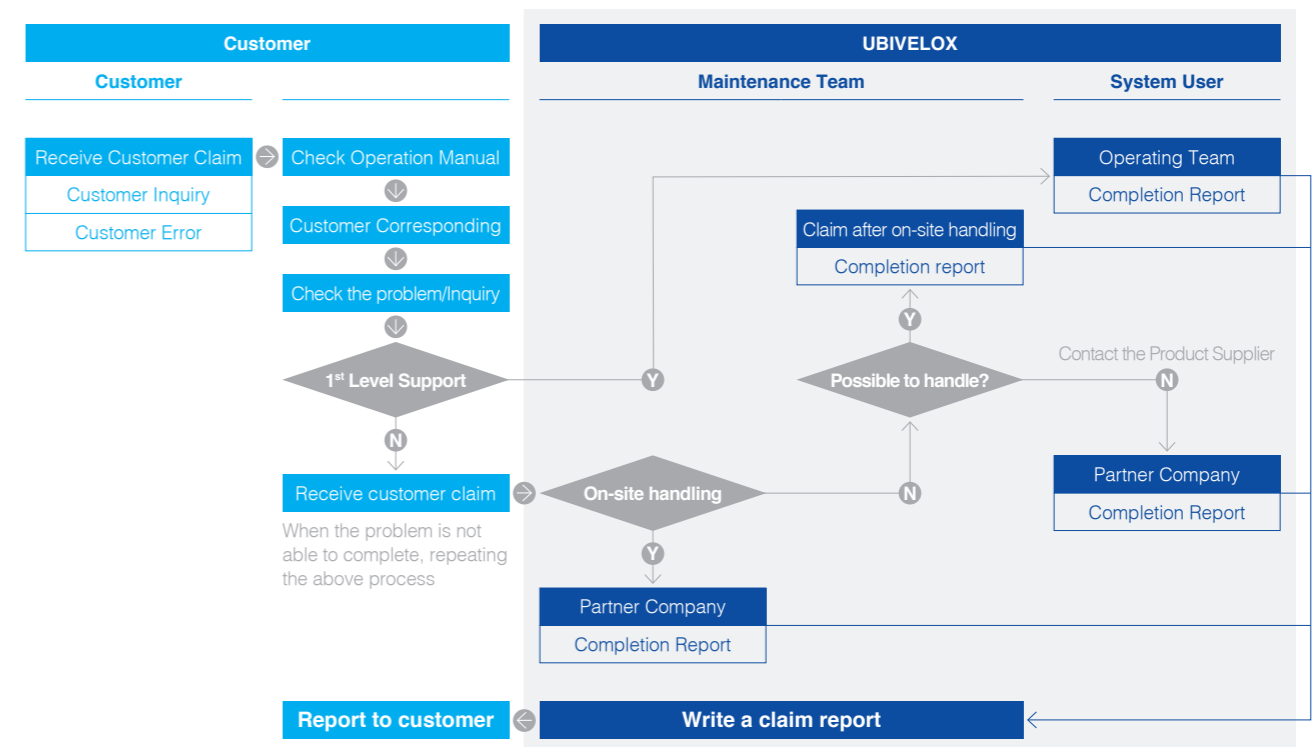 Customer
UBIVELOX
Customer
Maintenance Team
System User
Receive Customer Claim
Customer Inquiry
Customer Error
Check Operation Manual
Customer Corresponding
Check the problem/Inquiry
1st Level Support
Y
N
Receive customer claim
When the problem is not
able to complete, repeating
the above process
On-site handling
Y
N
Partner Company
Completion Report
Claim after on-site handling
Completion report
Y
Possible to handle?
Operating Team
Completion Report
Contact the Product Supplier
N
Partner Company
Completion Report
Report to customer
Write a claim report